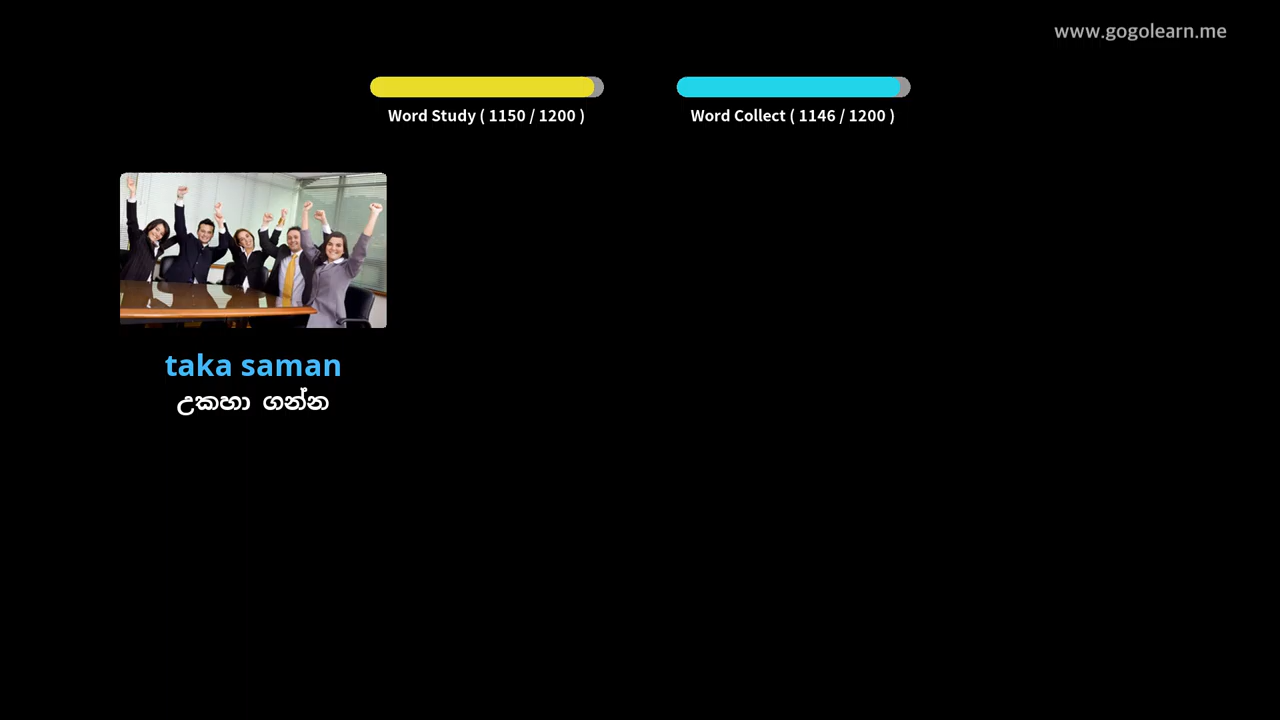 www.gogolearn.me
Word Study ( 1150 / 1200 )
Word Collect ( 1146 / 1200 )
taka saman
උකහා ගන්න